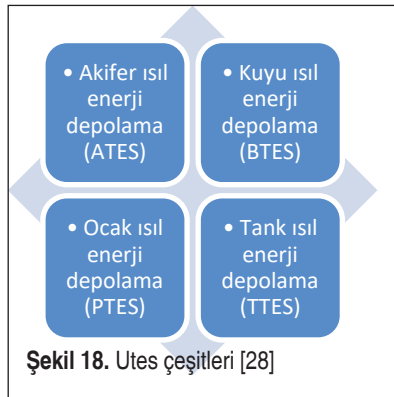 • Akifer ısıl
enerji
depolama
(ATES)
• Kuyu ısıl
enerji
depolama
(BTES)
• Ocak ısıl
enerji
depolama
(PTES)
• Tank ısıl
enerji
depolama
(TTES)
Şekil 18. Utes çeşitleri [28]